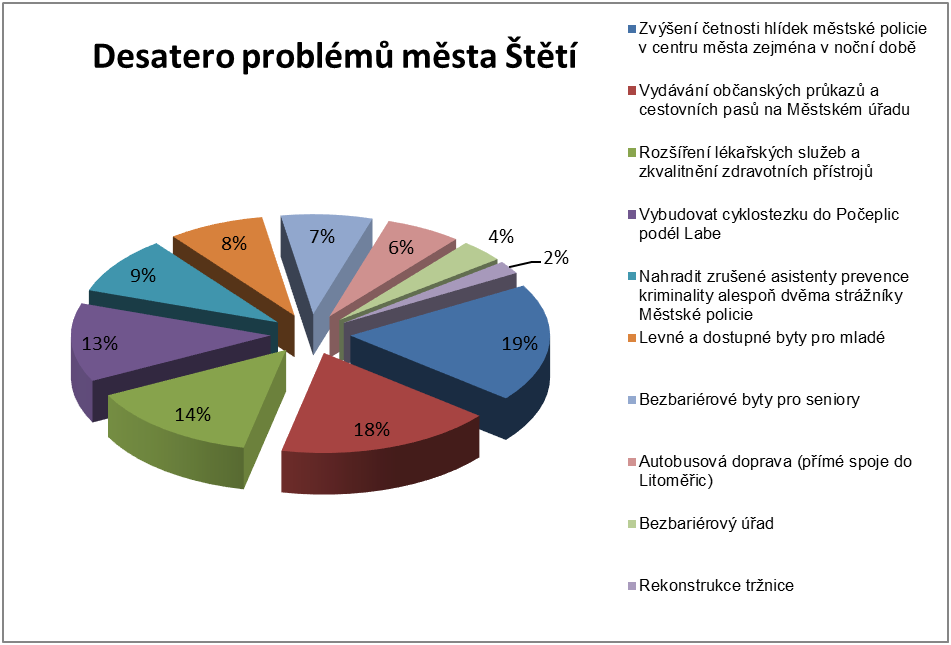 Desatero problémů města Štětí
7%
6%
4%
2%
8%
9%
13%
19%
14%
18%
Zvýšení četnosti hlídek městské policie
v centru města zejména v noční době
Vydávání občanských průkazů a
cestovních pasů na Městském úřadu
Rozšíření lékařských služeb a
zkvalitnění zdravotních přístrojů
Vybudovat cyklostezku do Počeplic
podél Labe
Nahradit zrušené asistenty prevence
kriminality alespoň dvěma strážníky
Městské policie
Levné a dostupné byty pro mladé
Bezbariérové byty pro seniory
Autobusová doprava (přímé spoje do
Litoměřic)
Bezbariérový úřad
Rekonstrukce tržnice